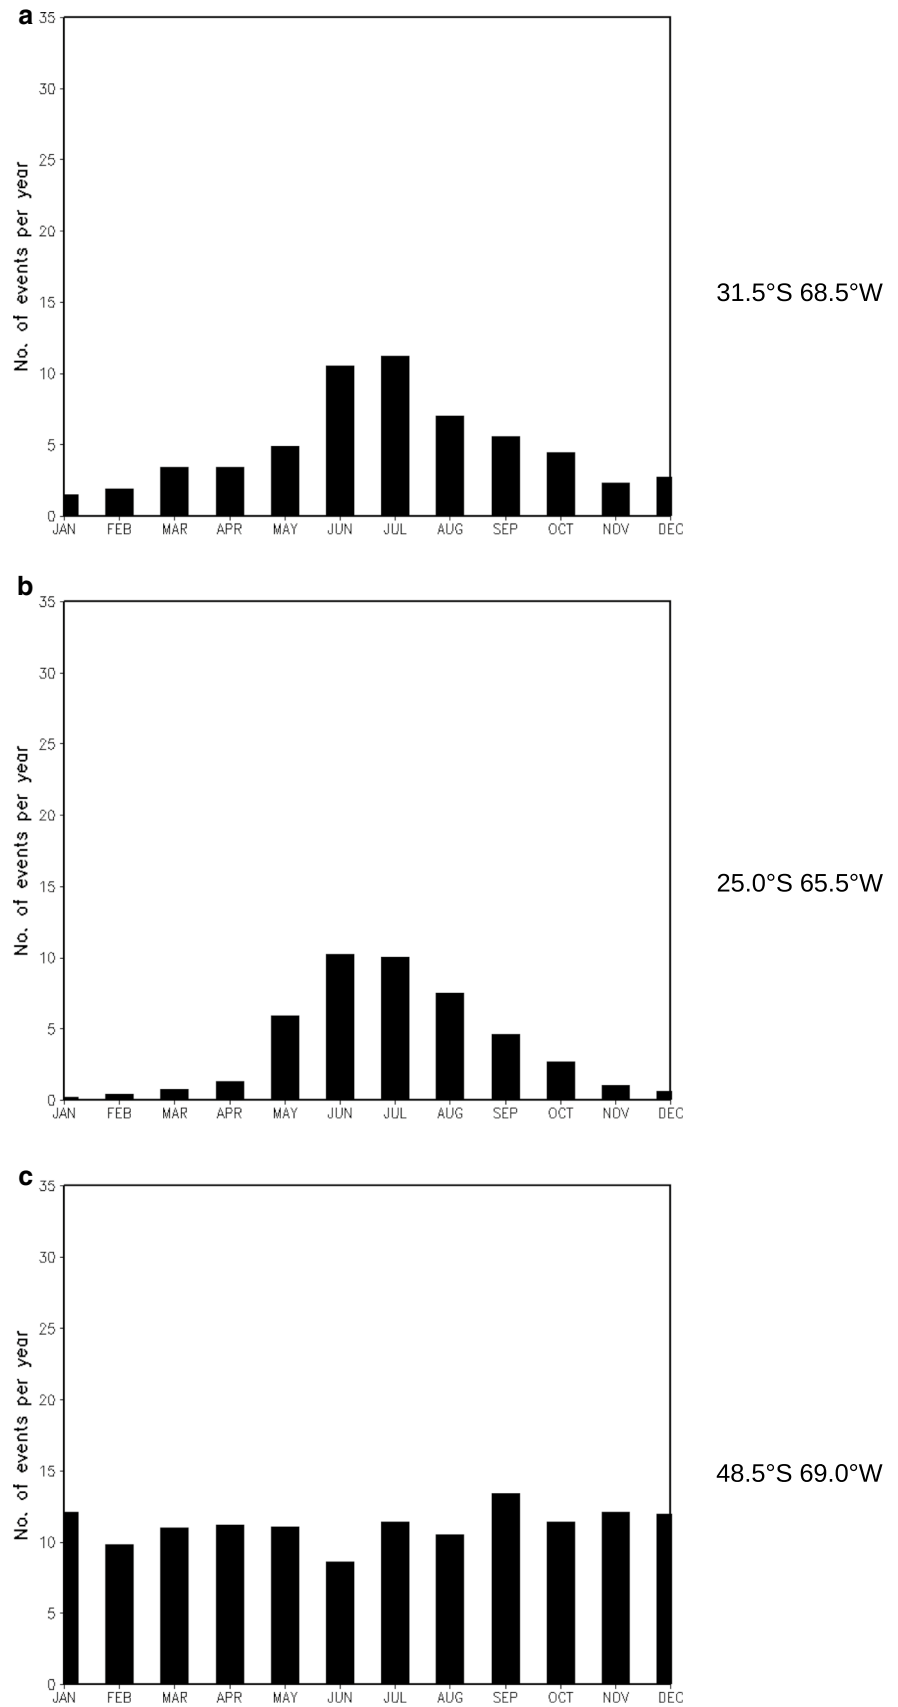 a
35
30
25
20
15
10
5
0
No. of events per year
JAN FEB MAR APR MAY JUN JUL AUG SEP OCT NOV DEC
31.5°S 68.5°W
b
35
30
25
20
15
10
5
0
No. of events per year
JAN FEB MAR APR MAY JUN JUL AUG SEP OCT NOV DEC
25.0°S 65.5°W
c
35
30
25
20
15
10
5
0
No. of events per year
JAN FEB MAR APR MAY JUN JUL AUG SEP OCT NOV DEC
48.5°S 69.0°W